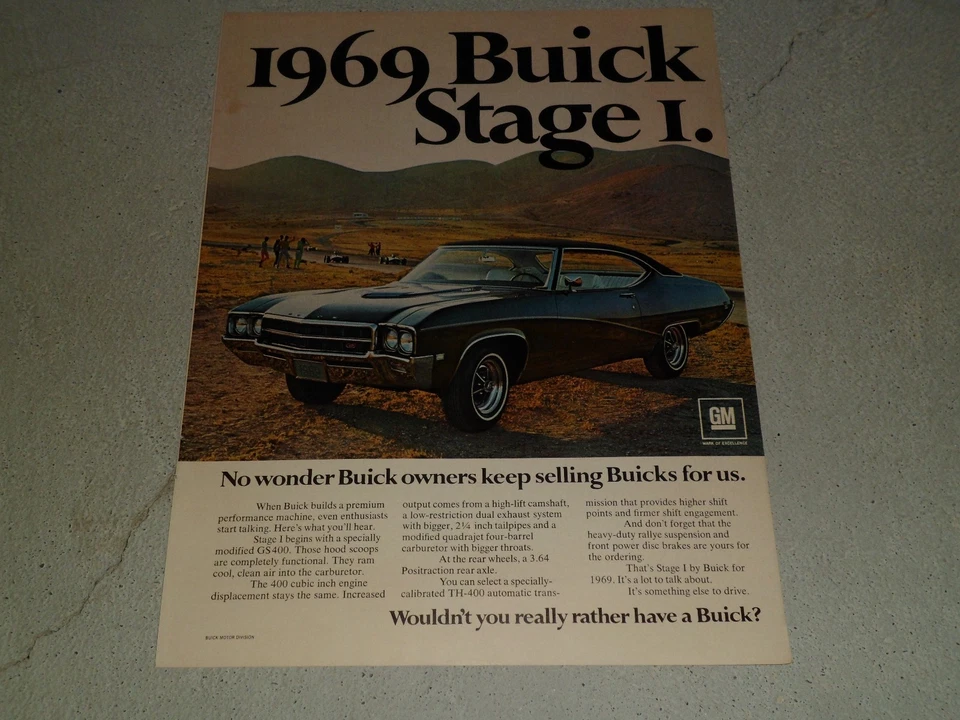 1969 Buick
Stage 1.
GM
MARK OF EXCELLENCE
No wonder Buick owners keep selling Buicks for us.
When Buick builds a premium
performance machine, even enthusiasts
start talking. Here's what you'll hear.
Stage 1 begins with a specially
modified GS 400. Those hood scoops
are completely functional. They ram
cool, clean air into the carburetor.
The 400 cubic inch engine
displacement stays the same. Increased
output comes from a high-lift camshaft,
a low-restriction dual exhaust system
with bigger, 2¼ inch tailpipes and a
modified quadrajet four-barrel
carburetor with bigger throats.
At the rear wheels, a 3.64
Positraction rear axle.
You can select a specially-
calibrated TH-400 automatic trans-
mission that provides higher shift
points and firmer shift engagement.
And don't forget that the
heavy-duty rallye suspension and
front power disc brakes are yours for
the ordering.
That's Stage 1 by Buick for
1969. It's a lot to talk about.
It's something else to drive.
Wouldn't you really rather have a Buick?
BUICK MOTOR DIVISION